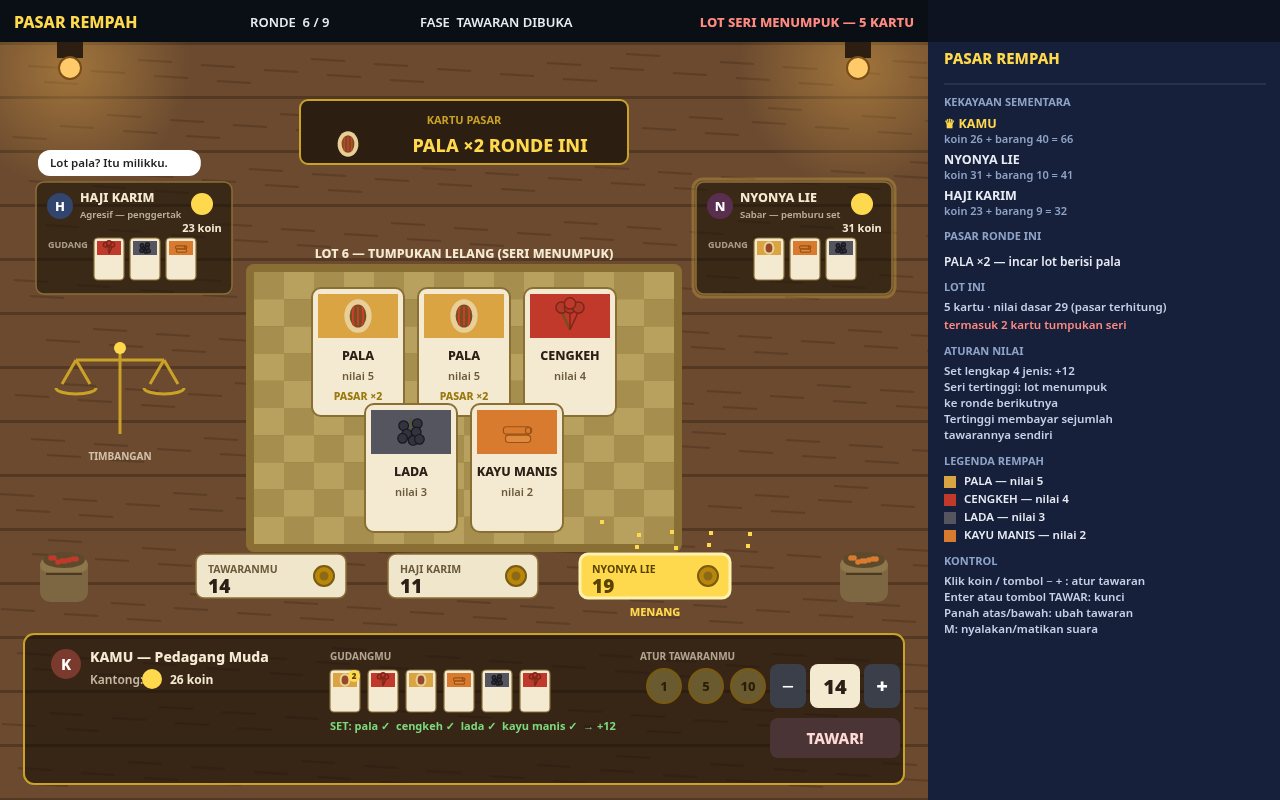 PASAR REMPAH
RONDE 6 / 9
FASE TAWARAN DIBUKA
LOT SERI MENUMPUK — 5 KARTU
KARTU PASAR
PALA ×2 RONDE INI
Lot pala? Itu milikku.
H
HAJI KARIM
Agresif — penggertak
23 koin
GUDANG
N
NYONYA LIE
Sabar — pemburu set
31 koin
GUDANG
LOT 6 — TUMPUKAN LELANG (SERI MENUMPUK)
PALA
nilai 5
PASAR ×2
PALA
nilai 5
PASAR ×2
CENGKEH
nilai 4
LADA
nilai 3
KAYU MANIS
nilai 2
TIMBANGAN
TAWARANMU
14
HAJI KARIM
11
NYONYA LIE
19
MENANG
K
KAMU — Pedagang Muda
Kantong:
26 koin
GUDANGMU
2
SET: pala ✓ cengkeh ✓ lada ✓ kayu manis ✓ → +12
ATUR TAWARANMU
1
5
10
−
14
+
TAWAR!
PASAR REMPAH
KEKAYAAN SEMENTARA
♛ KAMU
koin 26 + barang 40 = 66
NYONYA LIE
koin 31 + barang 10 = 41
HAJI KARIM
koin 23 + barang 9 = 32
PASAR RONDE INI
PALA ×2 — incar lot berisi pala
LOT INI
5 kartu · nilai dasar 29 (pasar terhitung)
termasuk 2 kartu tumpukan seri
ATURAN NILAI
Set lengkap 4 jenis: +12
Seri tertinggi: lot menumpuk
ke ronde berikutnya
Tertinggi membayar sejumlah
tawarannya sendiri
LEGENDA REMPAH
PALA — nilai 5
CENGKEH — nilai 4
LADA — nilai 3
KAYU MANIS — nilai 2
KONTROL
Klik koin / tombol − + : atur tawaran
Enter atau tombol TAWAR: kunci
Panah atas/bawah: ubah tawaran
M: nyalakan/matikan suara